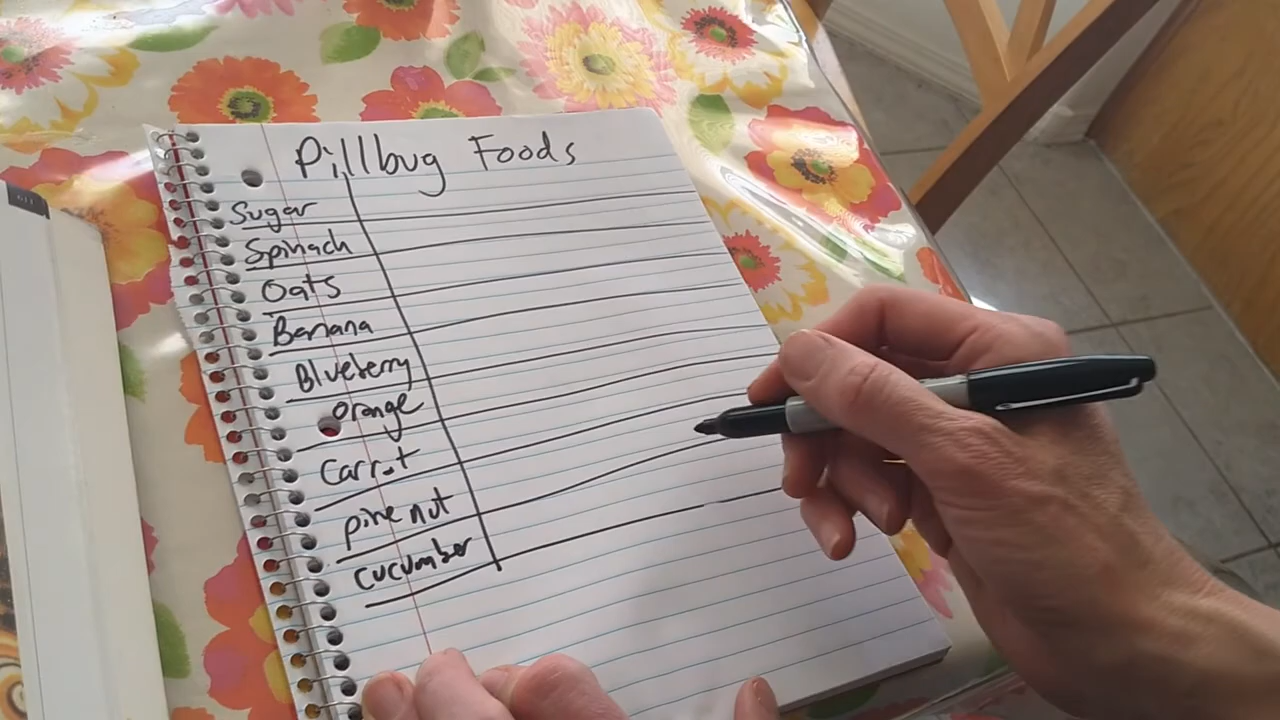 Pillbug Foods
Sugar
Spinach
Oats
Banana
Blueberry
orange
Carrot
pine nut
cucumber